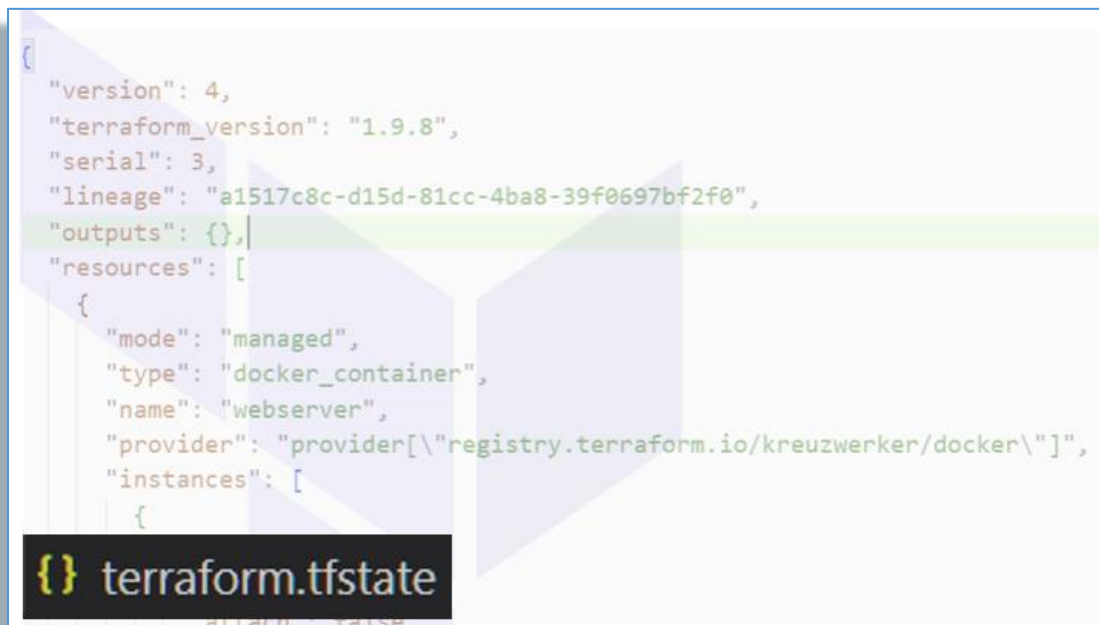 {
"version": 4,
"terraform_version": "1.9.8",
"serial": 3,
"lineage": "a1517c8c-d15d-81cc-4ba8-39f0697bf2f0",
"outputs": {},
"resources": [
{
"mode": "managed",
"type": "docker_container",
"name": "webserver",
"provider": "provider[\"registry.terraform.io/kreuzwerker/docker\"]",
"instances": [
{
{} terraform.tfstate